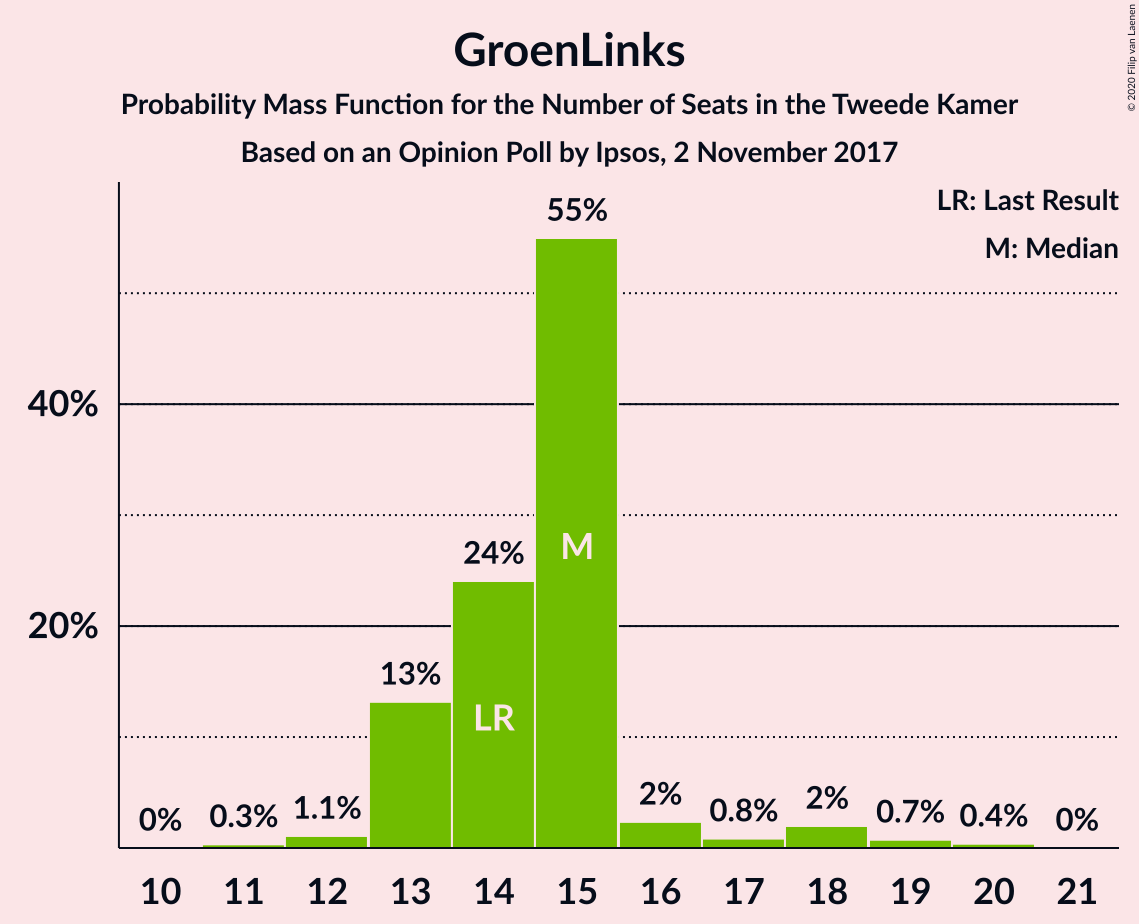 GroenLinks
Probability Mass Function for the Number of Seats in the Tweede Kamer
Based on an Opinion Poll by Ipsos, 2 November 2017
© 2020 Filip van Laenen
LR: Last Result
M: Median
55%
40%
M
24%
20%
13%
LR
0% 0.3% 1.1% 2% 0.8% 2% 0.7% 0.4% 0%
10 11 12 13 14 15 16 17 18 19 20 21